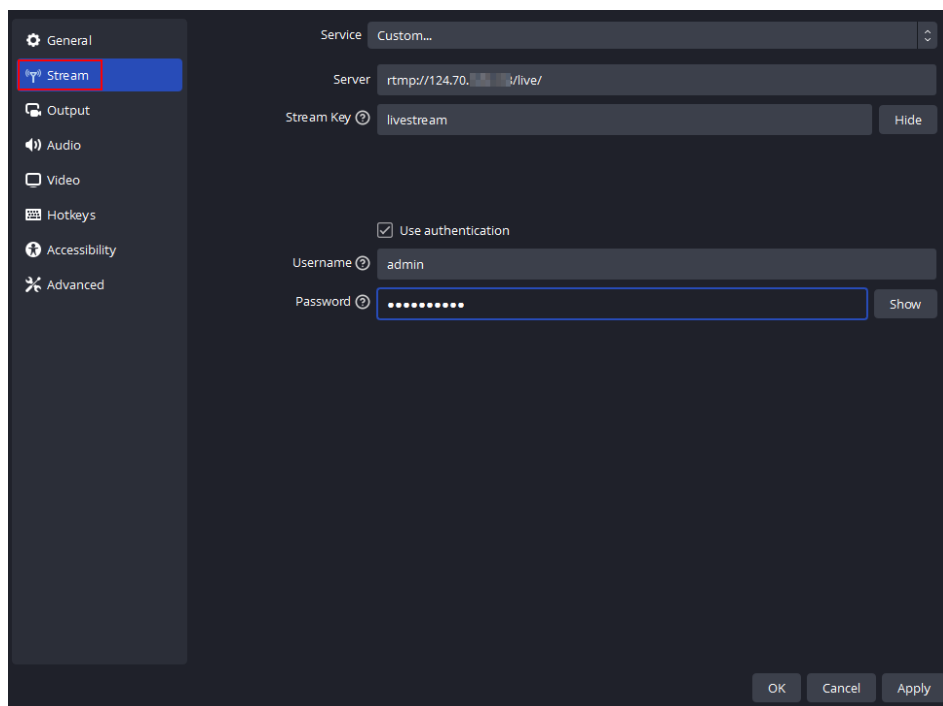 General
Stream
Output
Audio
Video
Hotkeys
Accessibility
Advanced
Service Custom...
Server rtmp://124.70. /live/
Stream Key livestream Hide
Use authentication
Username admin
Password •••••••••• Show
OK Cancel Apply